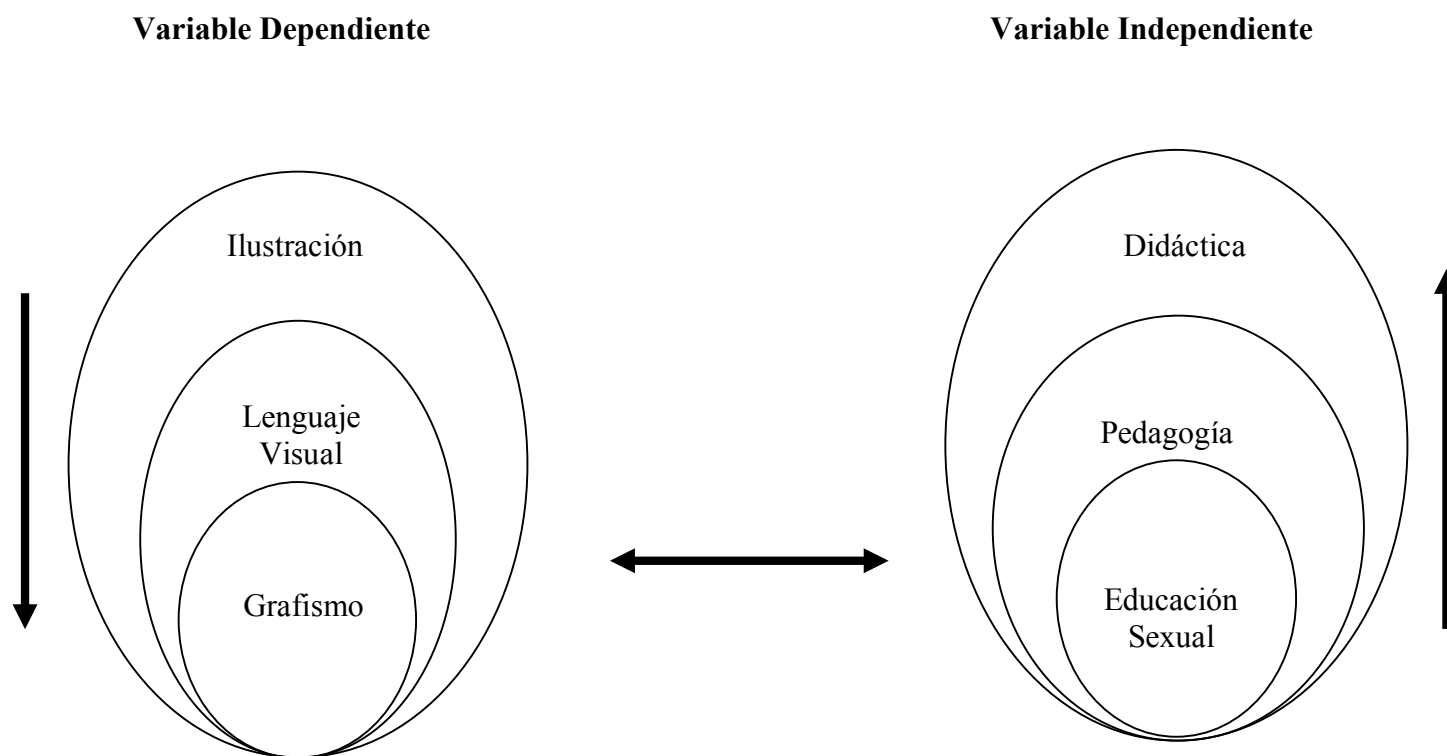 Variable Dependiente
Variable Independiente
Ilustración
Lenguaje
Visual
Grafismo
Didáctica
Pedagogía
Educación
Sexual